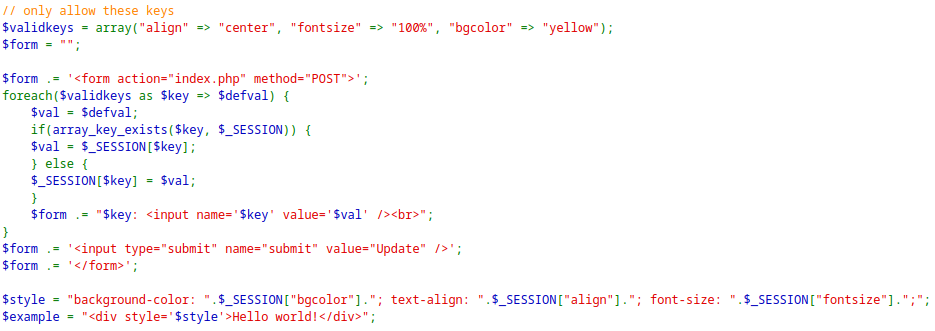 // only allow these keys
$validkeys = array("align" => "center", "fontsize" => "100%", "bgcolor" => "yellow");
$form = "";

$form .= '<form action="index.php" method="POST">';
foreach($validkeys as $key => $defval) {
    $val = $defval;
    if(array_key_exists($key, $_SESSION)) {
    $val = $_SESSION[$key];
    } else {
    $_SESSION[$key] = $val;
    }
    $form .= "$key: <input name='$key' value='$val' /><br>";
}
$form .= '<input type="submit" name="submit" value="Update" />';
$form .= '</form>';

$style = "background-color: ".$_SESSION["bgcolor"]."; text-align: ".$_SESSION["align"]."; font-size: ".$_SESSION["fontsize"].";";
$example = "<div style='$style'>Hello world!</div>";